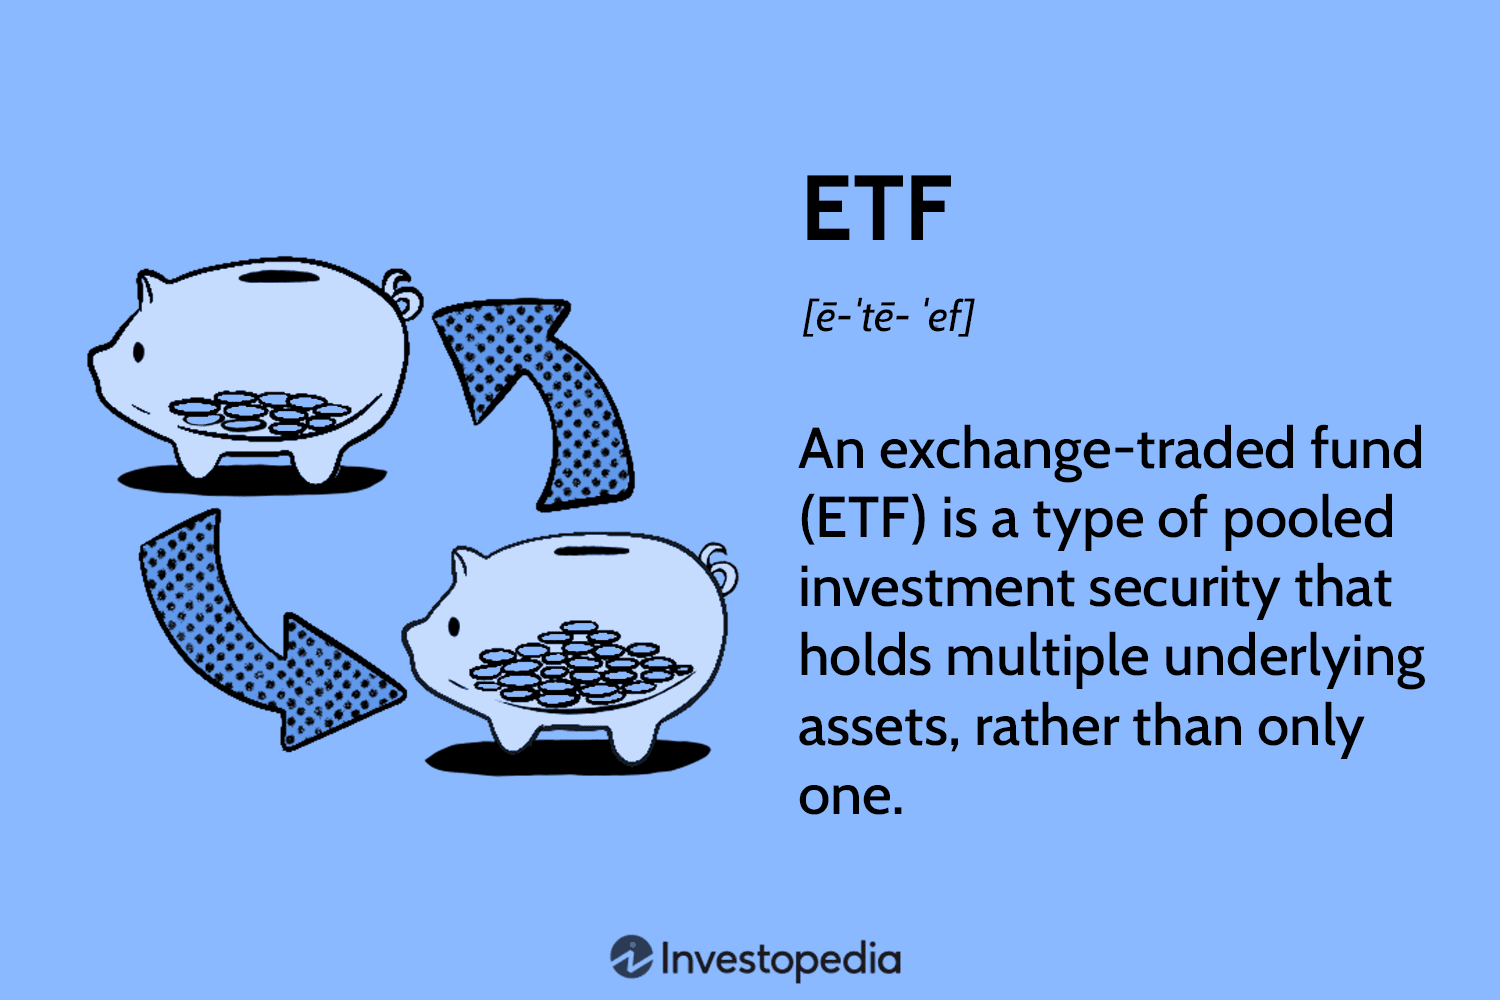 ETF
[ē-ˈtē- ˈef]
An exchange-traded fund
(ETF) is a type of pooled
investment security that
holds multiple underlying
assets, rather than only
one.
Investopedia